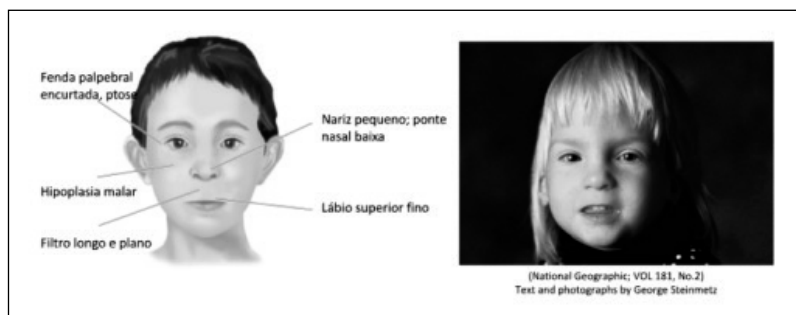 Fenda palpebral
encurtada, ptose
Nariz pequeno; ponte
nasal baixa
Hipoplasia malar
Lábio superior fino
Filtro longo e plano
(National Geographic; VOL 181, No.2)
Text and photographs by George Steinmetz